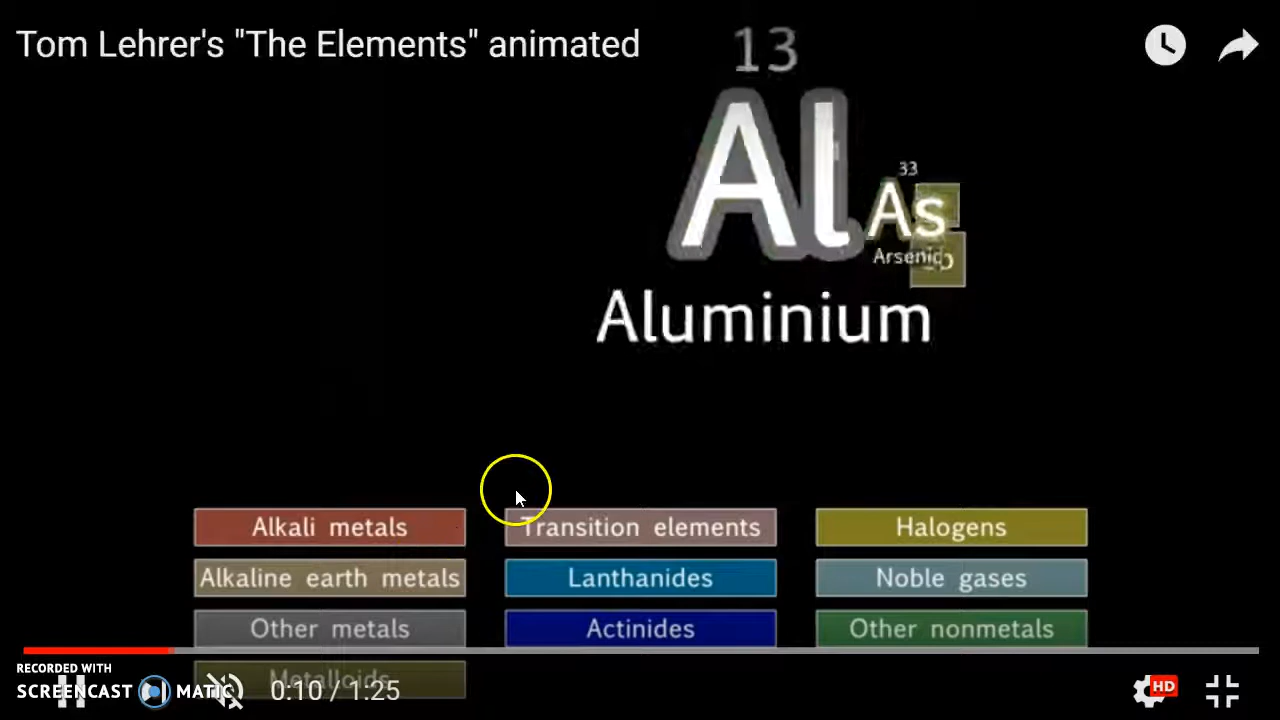 Tom Lehrer's "The Elements" animated
13
Al
33
As
Arsenic
Aluminium
Alkali metals
Transition elements
Halogens
Alkaline earth metals
Lanthanides
Noble gases
Other metals
Actinides
Other nonmetals
Metalloids
RECORDED WITH
SCREENCAST MATIC
0:10 / 1:25
HD